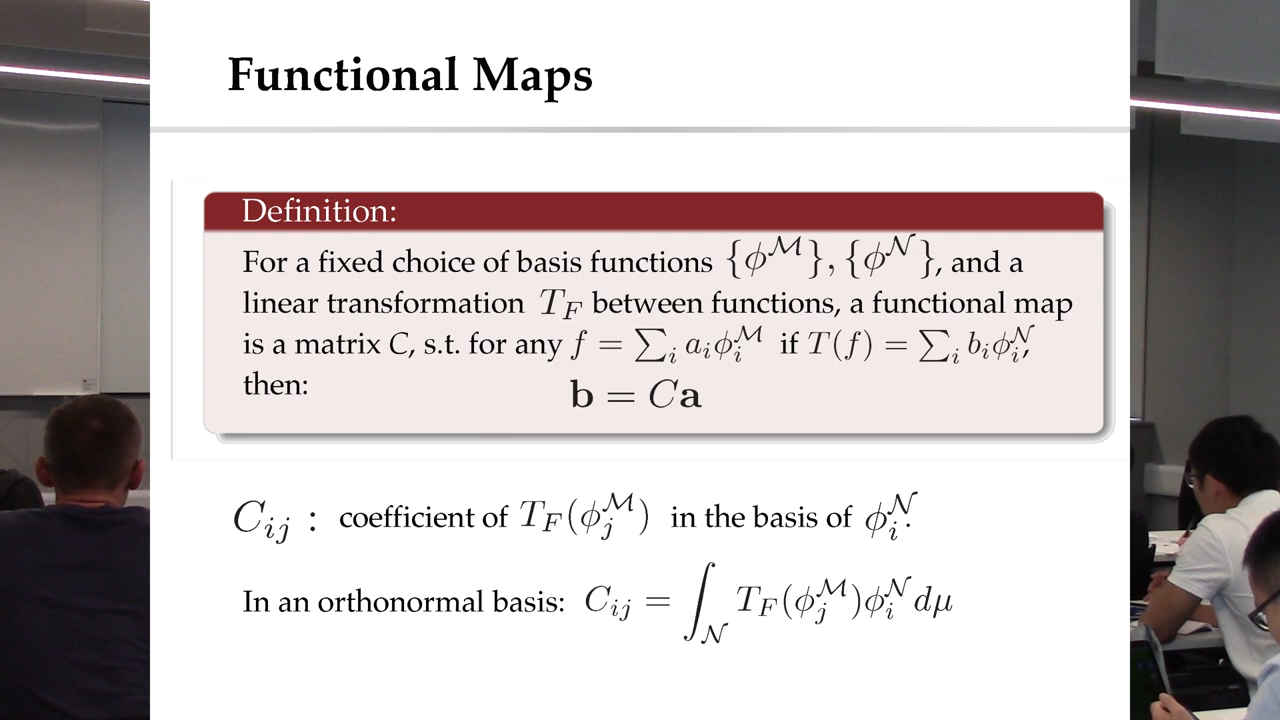 Functional Maps
Definition:
For a fixed choice of basis functions {ϕ^ℳ}, {ϕ^𝒩}, and a
linear transformation T_F between functions, a functional map
is a matrix C, s.t. for any f = ∑_i a_i ϕ_i^ℳ if T(f) = ∑_i b_i ϕ_i^𝒩,
then:
b = Ca
C_ij : coefficient of T_F(ϕ_j^ℳ) in the basis of ϕ_i^𝒩.
In an orthonormal basis: C_ij = ∫_𝒩 T_F(ϕ_j^ℳ)ϕ_i^𝒩 dμ